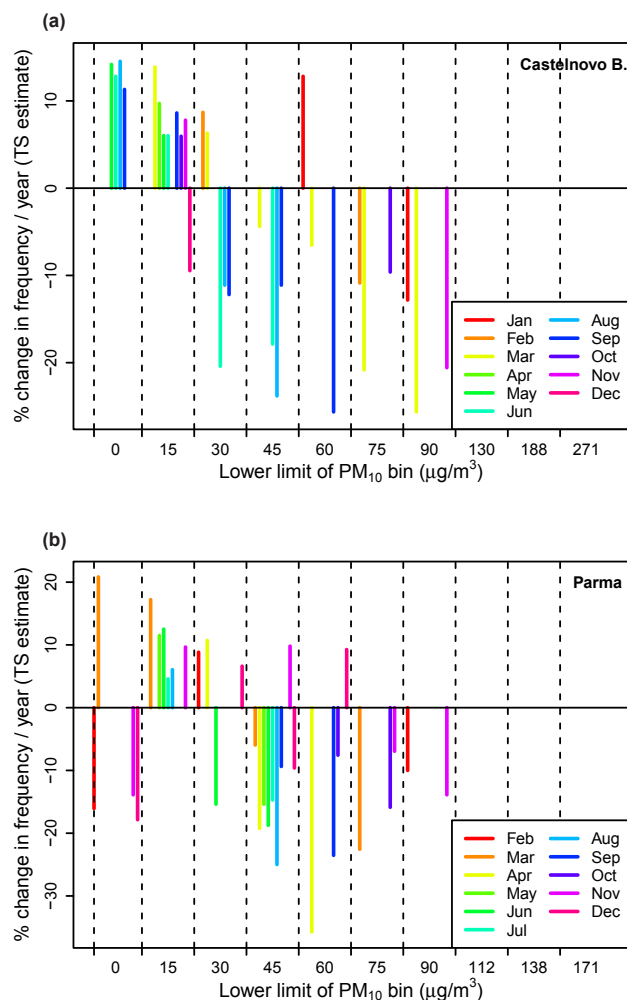 (a)
Castelnovo B.
% change in frequency / year (TS estimate)
10
0
−10
−20
Jan
Feb
Mar
Apr
May
Jun
Aug
Sep
Oct
Nov
Dec
0 15 30 45 60 75 90 130 188 271
Lower limit of PM₁₀ bin (μg/m³)
(b)
Parma
% change in frequency / year (TS estimate)
20
10
0
−10
−20
−30
Feb
Mar
Apr
May
Jun
Jul
Aug
Sep
Oct
Nov
Dec
0 15 30 45 60 75 90 112 138 171
Lower limit of PM₁₀ bin (μg/m³)